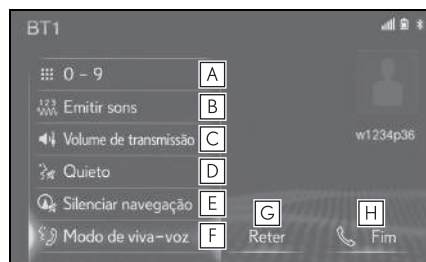 BT1
0 – 9 A
Emitir sons B
Volume de transmissão C
w1234p36
Quieto D
Silenciar navegação E
Modo de viva-voz F
G
Reter
H
Fim